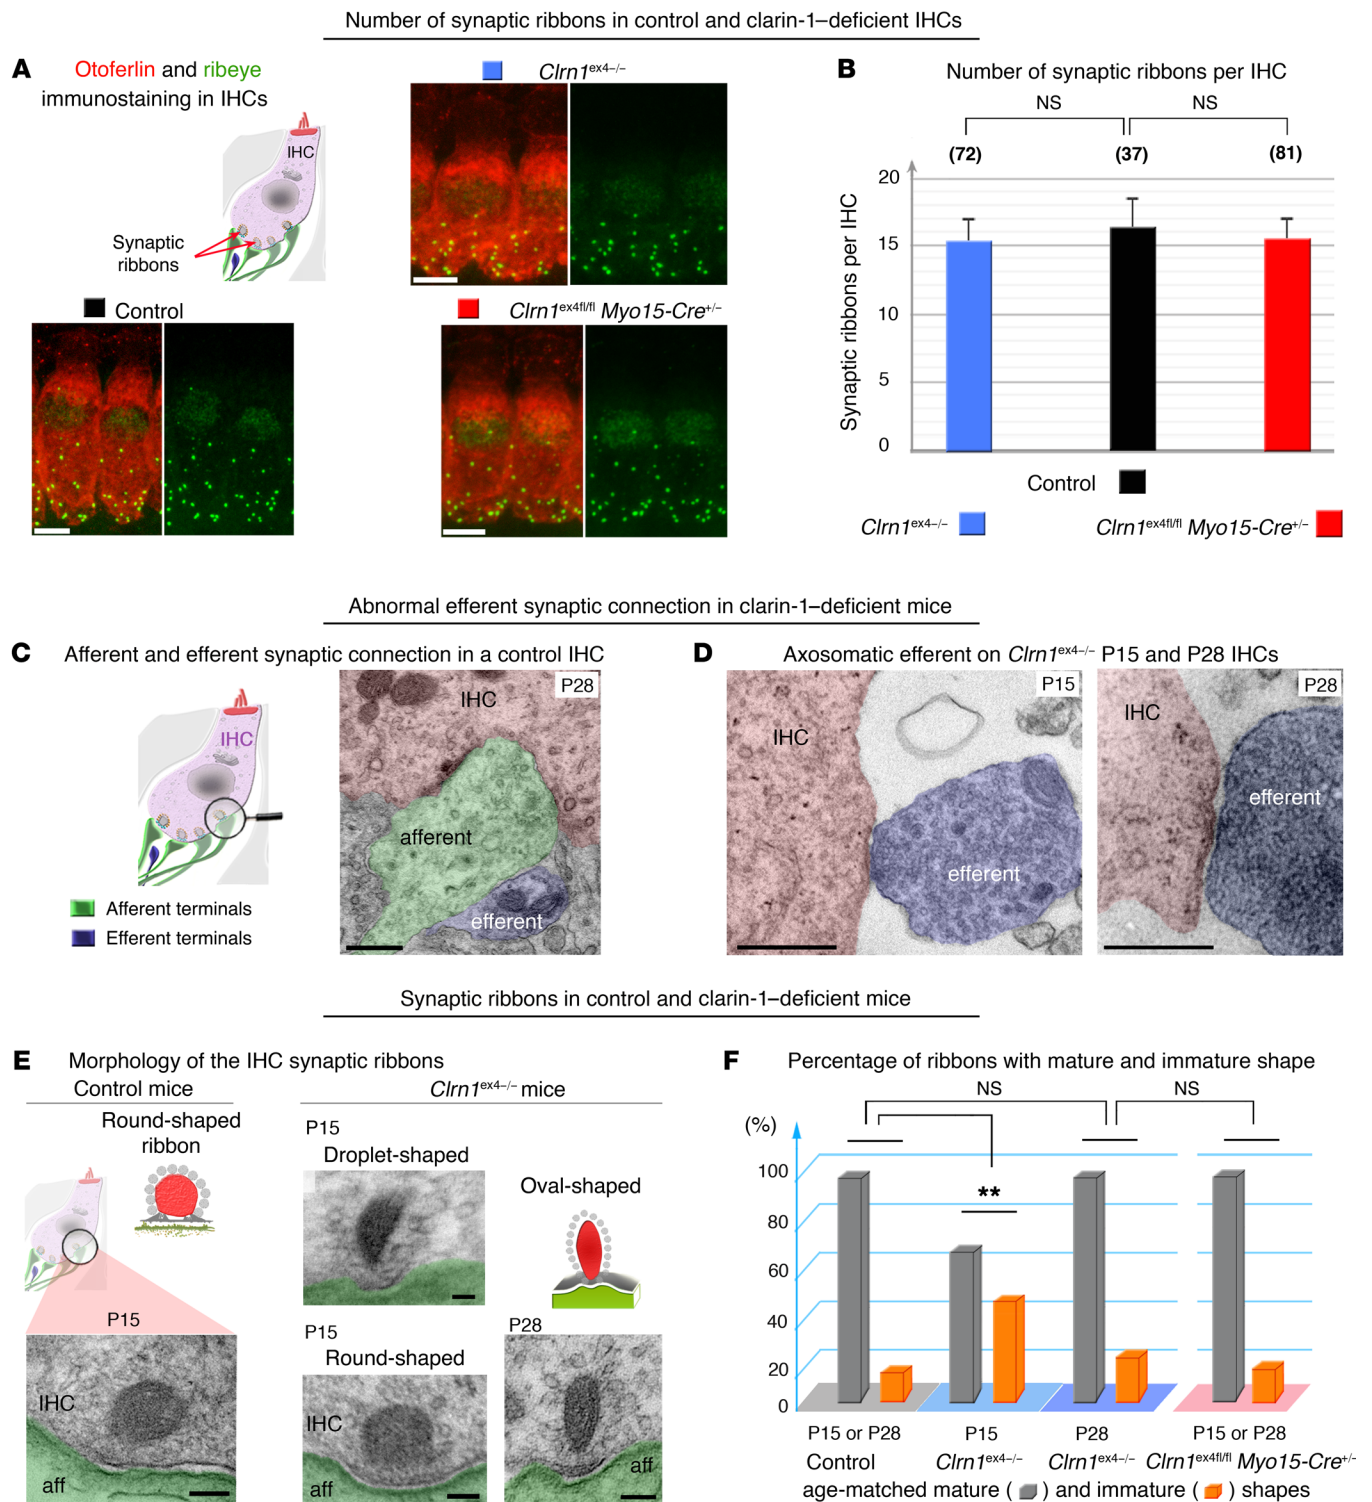 Number of synaptic ribbons in control and clarin-1–deficient IHCs
A
Otoferlin and ribeye
immunostaining in IHCs
IHC
Synaptic
ribbons
Clrn1ex4–/–
Control
Clrn1ex4fl/fl Myo15-Cre+/–
B
Number of synaptic ribbons per IHC
NS
NS
(72)
(37)
(81)
Synaptic ribbons per IHC
20
15
10
5
0
Control
Clrn1ex4–/–
Clrn1ex4fl/fl Myo15-Cre+/–
Abnormal efferent synaptic connection in clarin-1–deficient mice
C
Afferent and efferent synaptic connection in a control IHC
IHC
Afferent terminals
Efferent terminals
P28
IHC
afferent
efferent
D
Axosomatic efferent on Clrn1ex4–/– P15 and P28 IHCs
P15
IHC
efferent
P28
IHC
efferent
Synaptic ribbons in control and clarin-1–deficient mice
E
Morphology of the IHC synaptic ribbons
Control mice
Round-shaped
ribbon
P15
IHC
aff
Clrn1ex4–/– mice
P15
Droplet-shaped
Oval-shaped
P15
Round-shaped
IHC
aff
P28
aff
F
Percentage of ribbons with mature and immature shape
NS
NS
**
(%)
100
80
60
40
20
0
P15 or P28
P15
P28
P15 or P28
Control
Clrn1ex4–/–
Clrn1ex4–/–
Clrn1ex4fl/fl Myo15-Cre+/–
age-matched mature ( ) and immature ( ) shapes